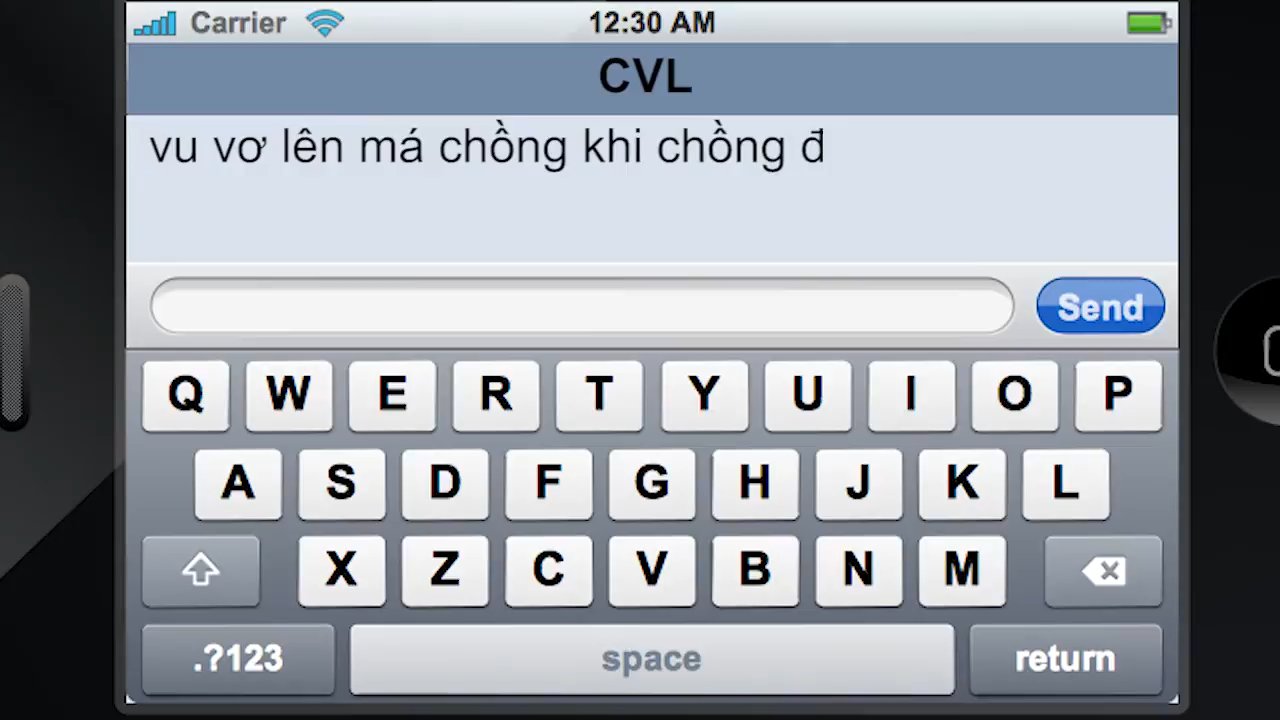 Carrier 12:30 AM
CVL
vu vơ lên má chồng khi chồng đ
Send
Q W E R T Y U I O P
A S D F G H J K L
X Z C V B N M
.?123 space return